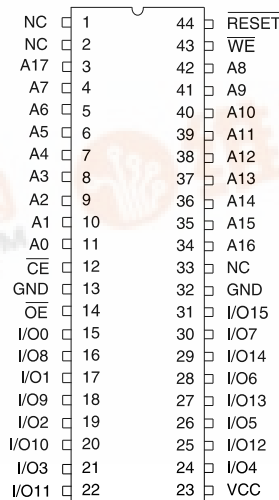 NC 1 44 RESET
NC 2 43 WE
A17 3 42 A8
A7 4 41 A9
A6 5 40 A10
A5 6 39 A11
A4 7 38 A12
A3 8 37 A13
A2 9 36 A14
A1 10 35 A15
A0 11 34 A16
CE 12 33 NC
GND 13 32 GND
OE 14 31 I/O15
I/O0 15 30 I/O7
I/O8 16 29 I/O14
I/O1 17 28 I/O6
I/O9 18 27 I/O13
I/O2 19 26 I/O5
I/O10 20 25 I/O12
I/O3 21 24 I/O4
I/O11 22 23 VCC